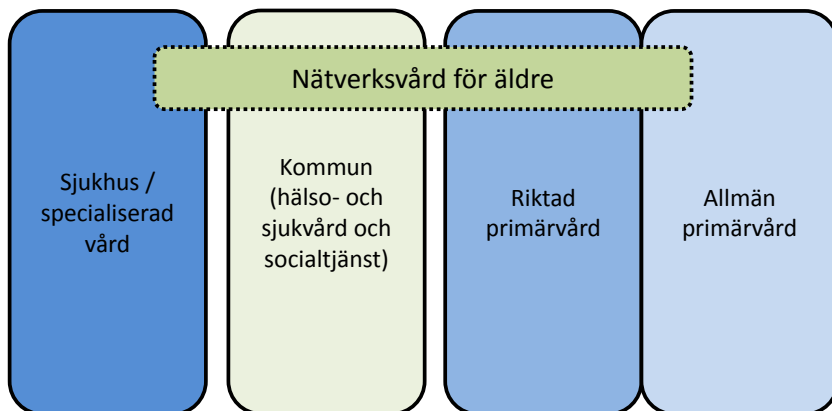 Nätverksvård för äldre
Sjukhus /
specialiserad
vård
Kommun
(hälso- och
sjukvård och
socialtjänst)
Riktad
primärvård
Allmän
primärvård